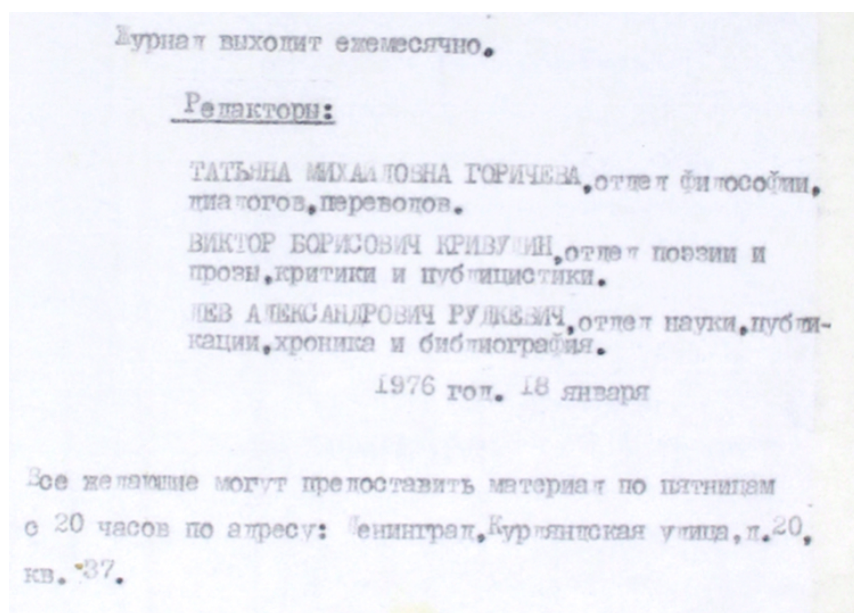 Журнал выходит ежемесячно.
Редакторы:
ТАТЬЯНА МИХАЙЛОВНА ГОРИЧЕВА,отдел философии,
диалогов,переводов.
ВИКТОР БОРИСОВИЧ КРИВУЛИН,отдел поэзии и
прозы,критики и публицистики.
ЛЕВ АЛЕКСАНДРОВИЧ РУДКЕВИЧ,отдел науки,публи-
кации,хроника и библиография.
1976 год. 18 января
Все желающие могут предоставить материал по пятницам
с 20 часов по адресу: Ленинград,Курляндская улица,д.20,
кв. 37.